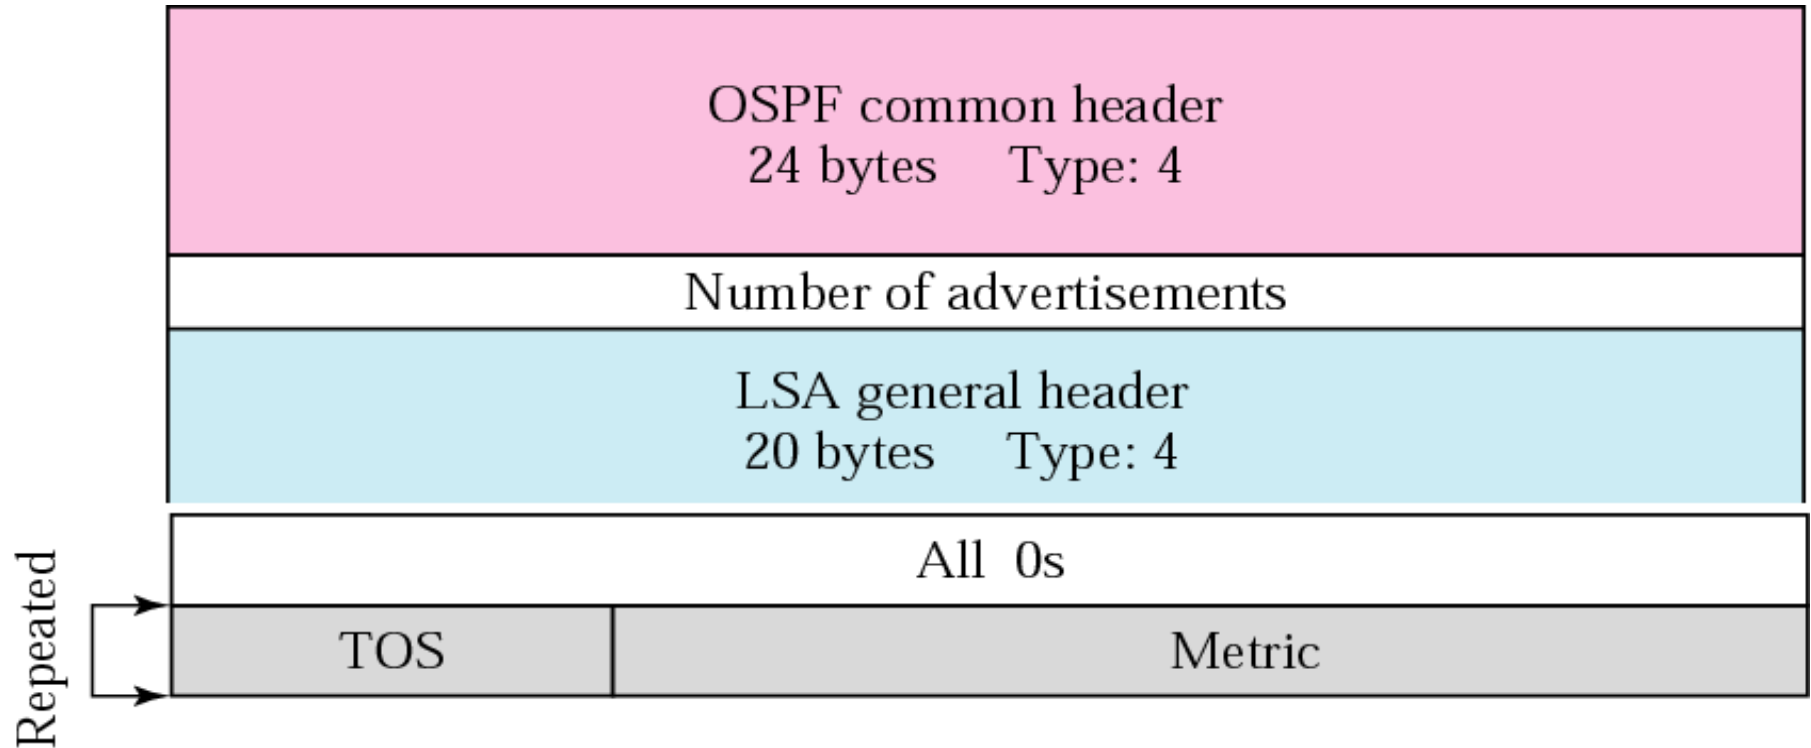 OSPF common header
24 bytes Type: 4
Number of advertisements
LSA general header
20 bytes Type: 4
All 0s
Repeated
TOS Metric